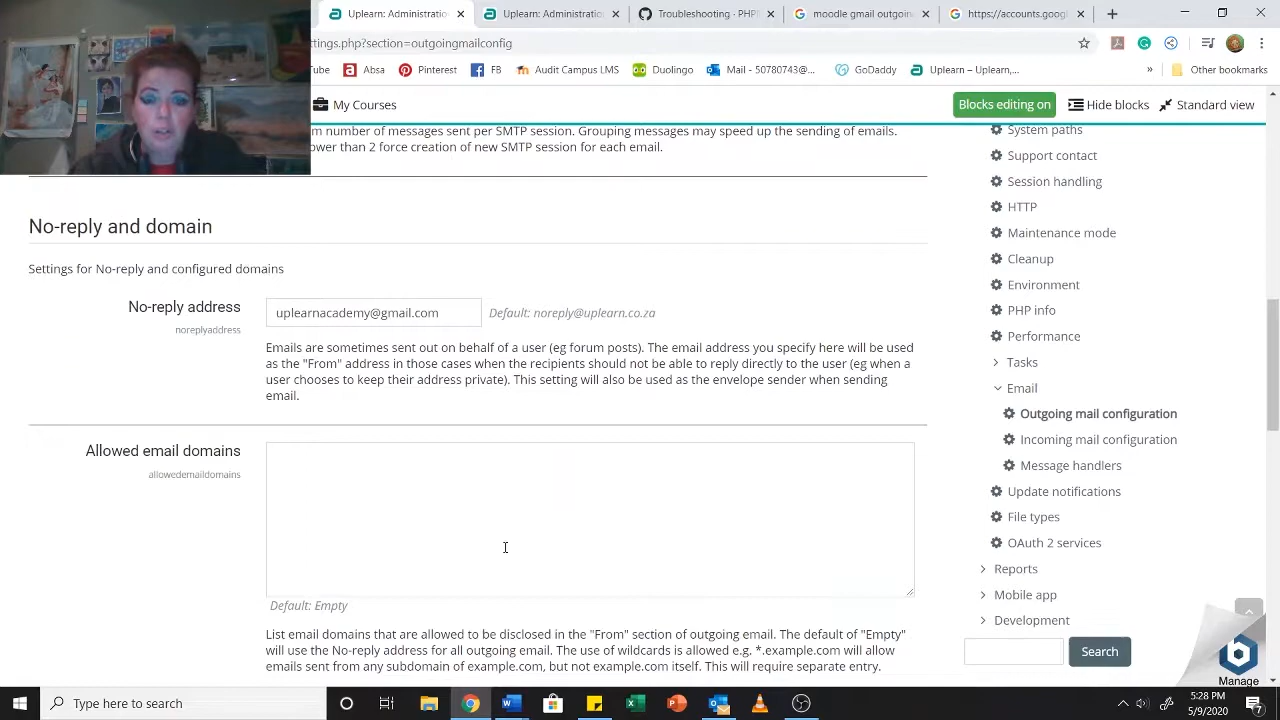 Uplearn: Administration
Uplearn: Administratio
Troubleshooting · PHP
moodle gmail outgoin
https://accounts.googl
ttings.php?section=outgoingmailconfig
Tube
Absa
Pinterest
FB
Audit Campus LMS
Duolingo
Mail - 50780743@...
GoDaddy
Uplearn – Uplearn,...
»
Other bookmarks
My Courses
Blocks editing on
Hide blocks
Standard view
m number of messages sent per SMTP session. Grouping messages may speed up the sending of emails.
ower than 2 force creation of new SMTP session for each email.
No-reply and domain
Settings for No-reply and configured domains
No-reply address
noreplyaddress
uplearnacademy@gmail.com
Default: noreply@uplearn.co.za
Emails are sometimes sent out on behalf of a user (eg forum posts). The email address you specify here will be used
as the "From" address in those cases when the recipients should not be able to reply directly to the user (eg when a
user chooses to keep their address private). This setting will also be used as the envelope sender when sending
email.
Allowed email domains
allowedemaildomains
Default: Empty
List email domains that are allowed to be disclosed in the "From" section of outgoing email. The default of "Empty"
will use the No-reply address for all outgoing email. The use of wildcards is allowed e.g. *.example.com will allow
emails sent from any subdomain of example.com, but not example.com itself. This will require separate entry.
System paths
Support contact
Session handling
HTTP
Maintenance mode
Cleanup
Environment
PHP info
Performance
Tasks
Email
Outgoing mail configuration
Incoming mail configuration
Message handlers
Update notifications
File types
OAuth 2 services
Reports
Mobile app
Development
Search
Manage
Type here to search
5:28 PM
5/9/2020